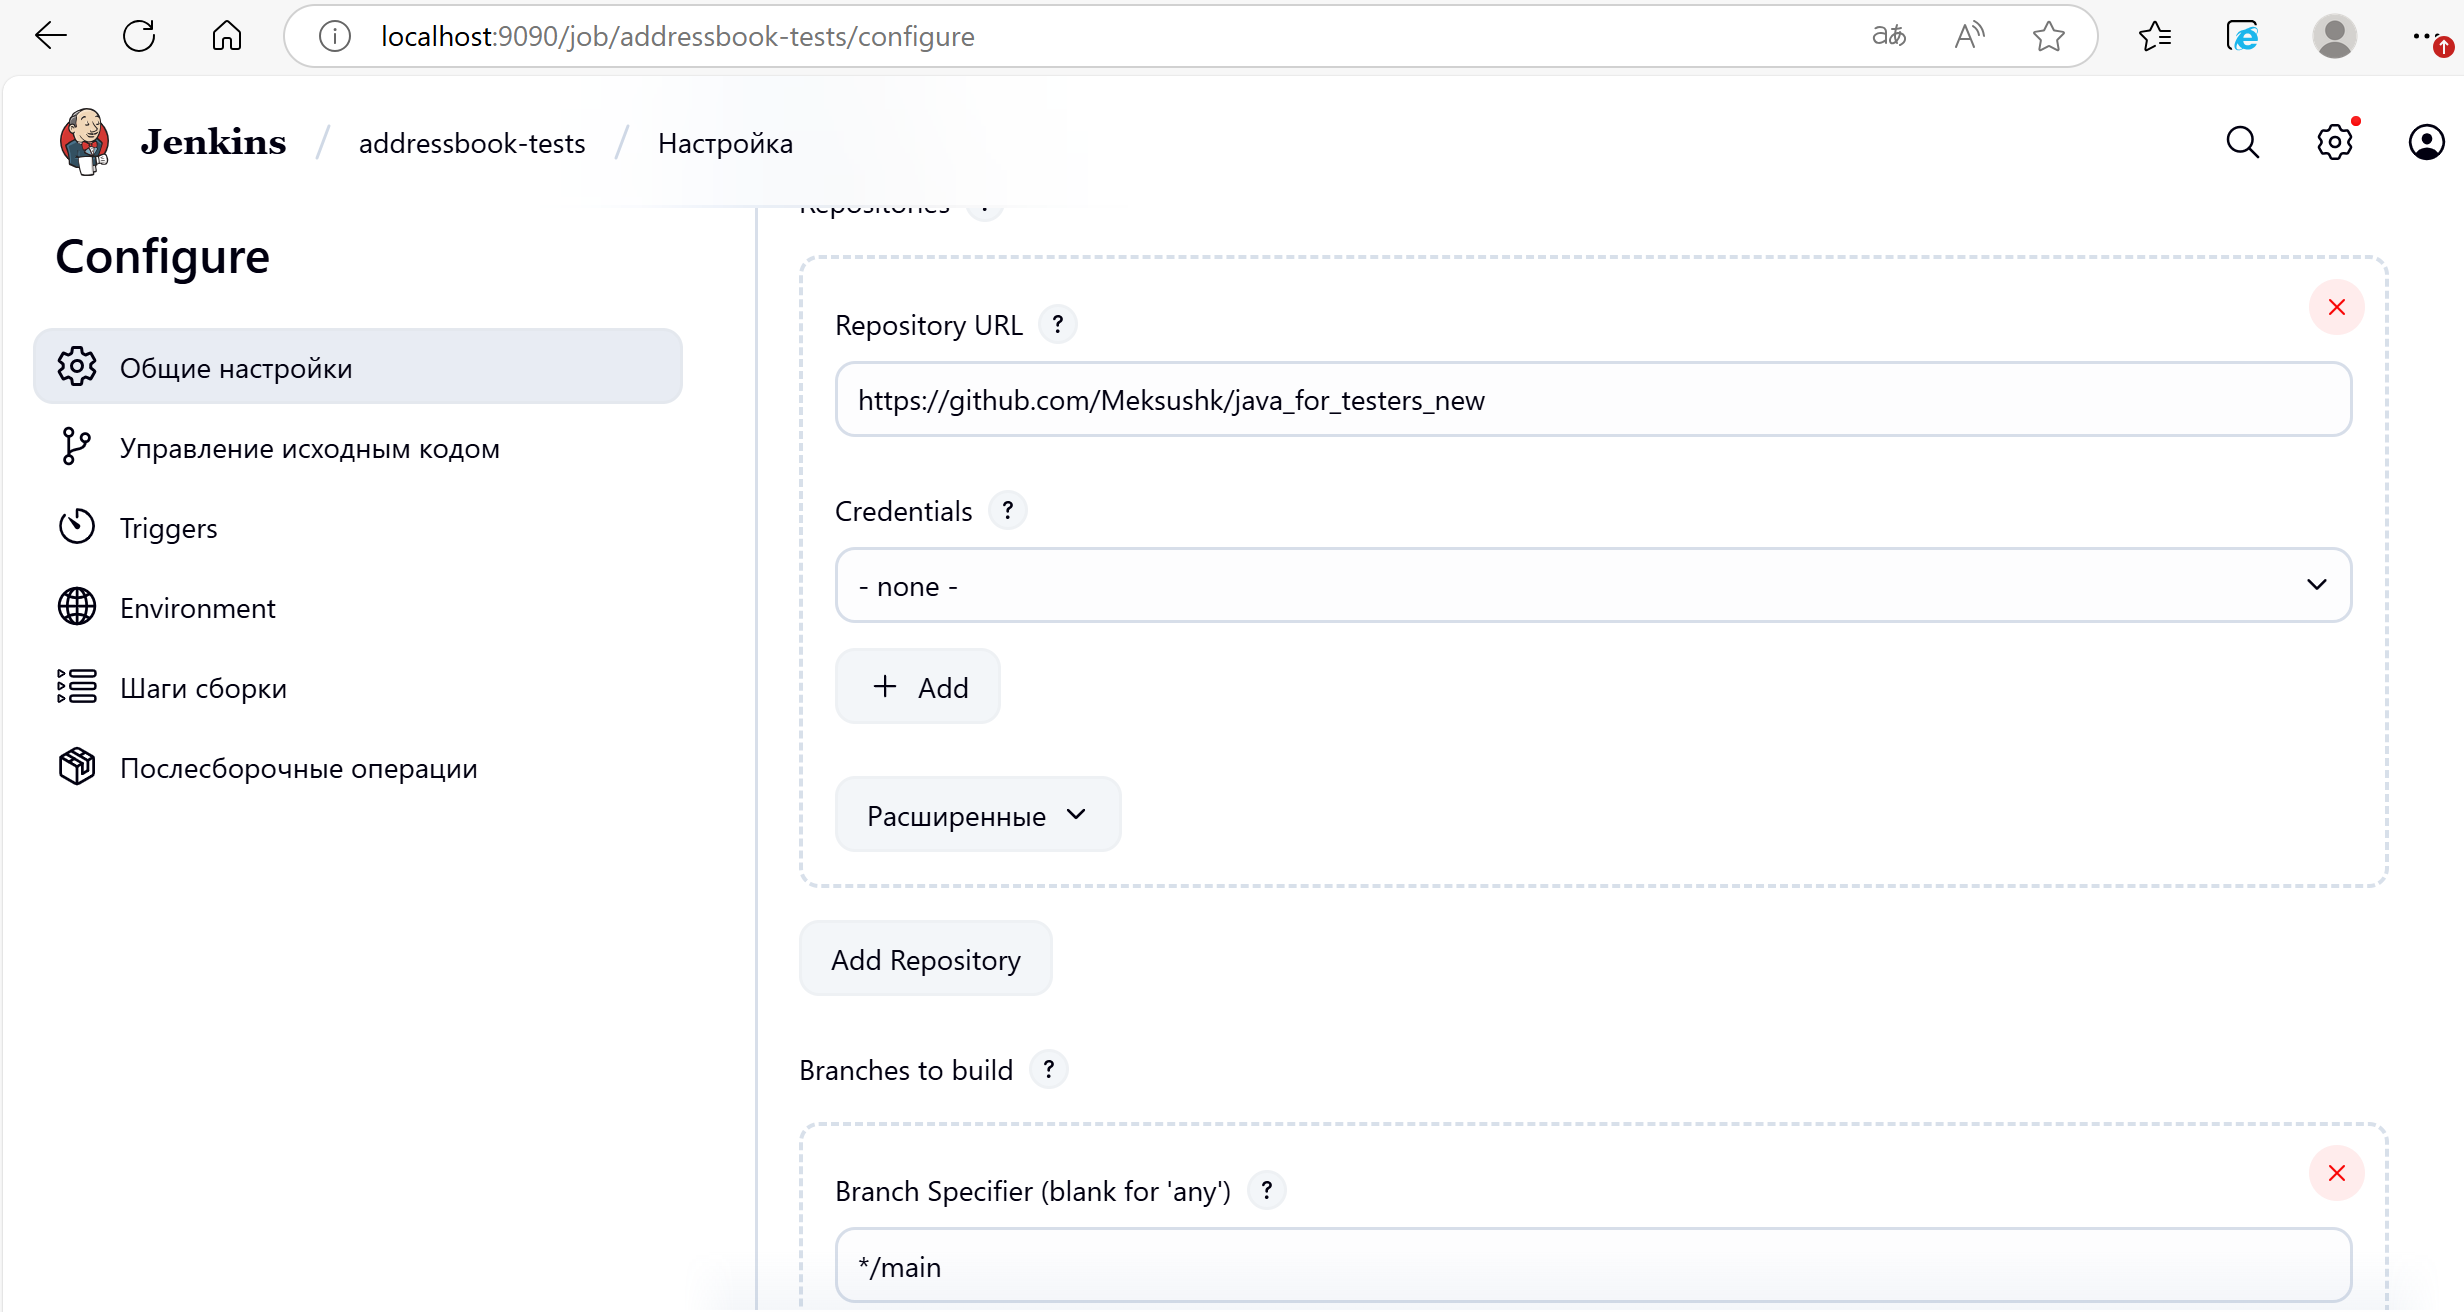 localhost:9090/job/addressbook-tests/configure
Jenkins / addressbook-tests / Настройка
Repositories ?
Configure
Общие настройки
Управление исходным кодом
Triggers
Environment
Шаги сборки
Послесборочные операции
Repository URL ?
https://github.com/Meksushk/java_for_testers_new
Credentials ?
- none -
+ Add
Расширенные
Add Repository
Branches to build ?
Branch Specifier (blank for 'any') ?
*/main